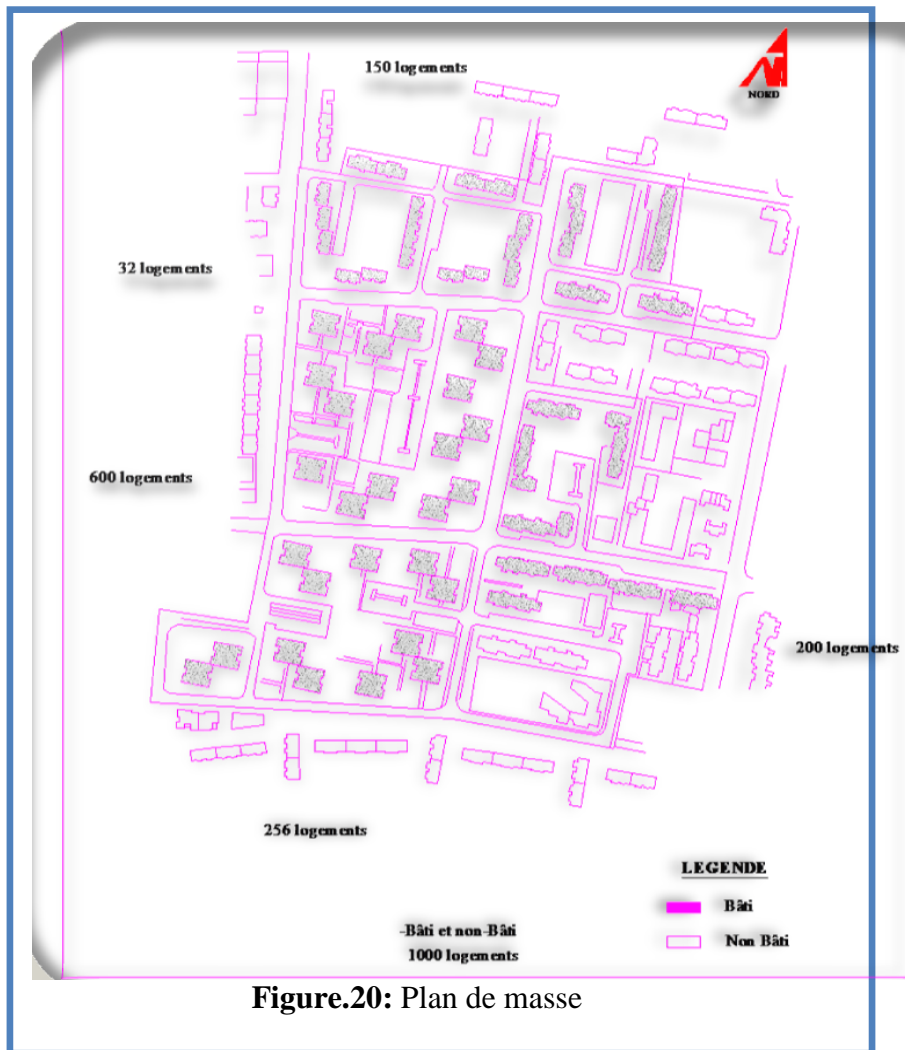 150 logements
NORD
32 logements
600 logements
200 logements
256 logements
LEGENDE
Bâti
Non Bâti
-Bâti et non-Bâti
1000 logements
Figure.20: Plan de masse